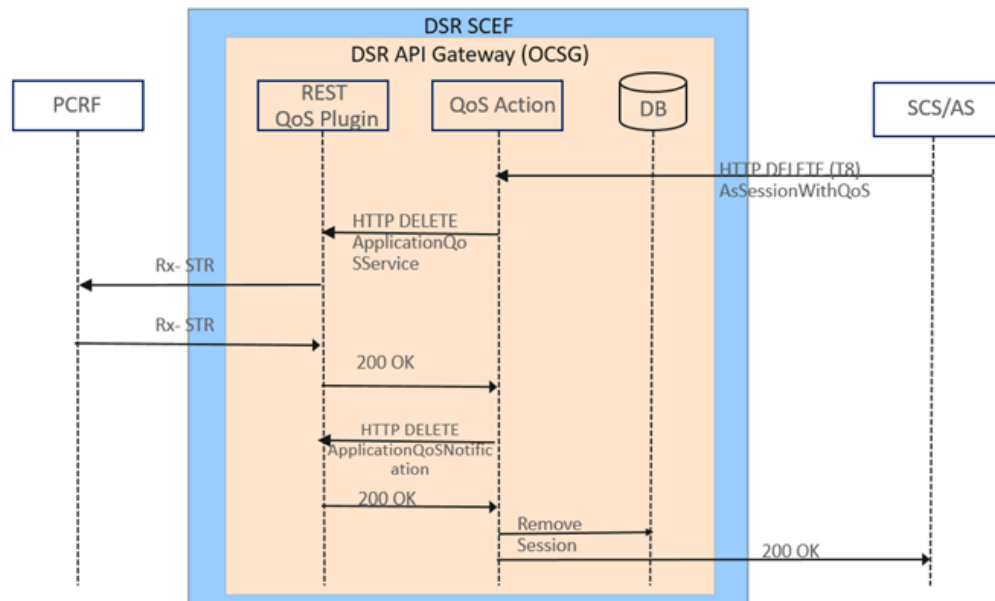 DSR SCEF
DSR API Gateway (OCSG)
PCRF
REST
QoS Plugin
QoS Action
DB
SCS/AS
HTTP DELETE (T8)
AsSessionWithQoS
HTTP DELETE
ApplicationQo
SService
Rx- STR
Rx- STR
200 OK
HTTP DELETE
ApplicationQoSNotific
ation
200 OK
Remove
Session
200 OK